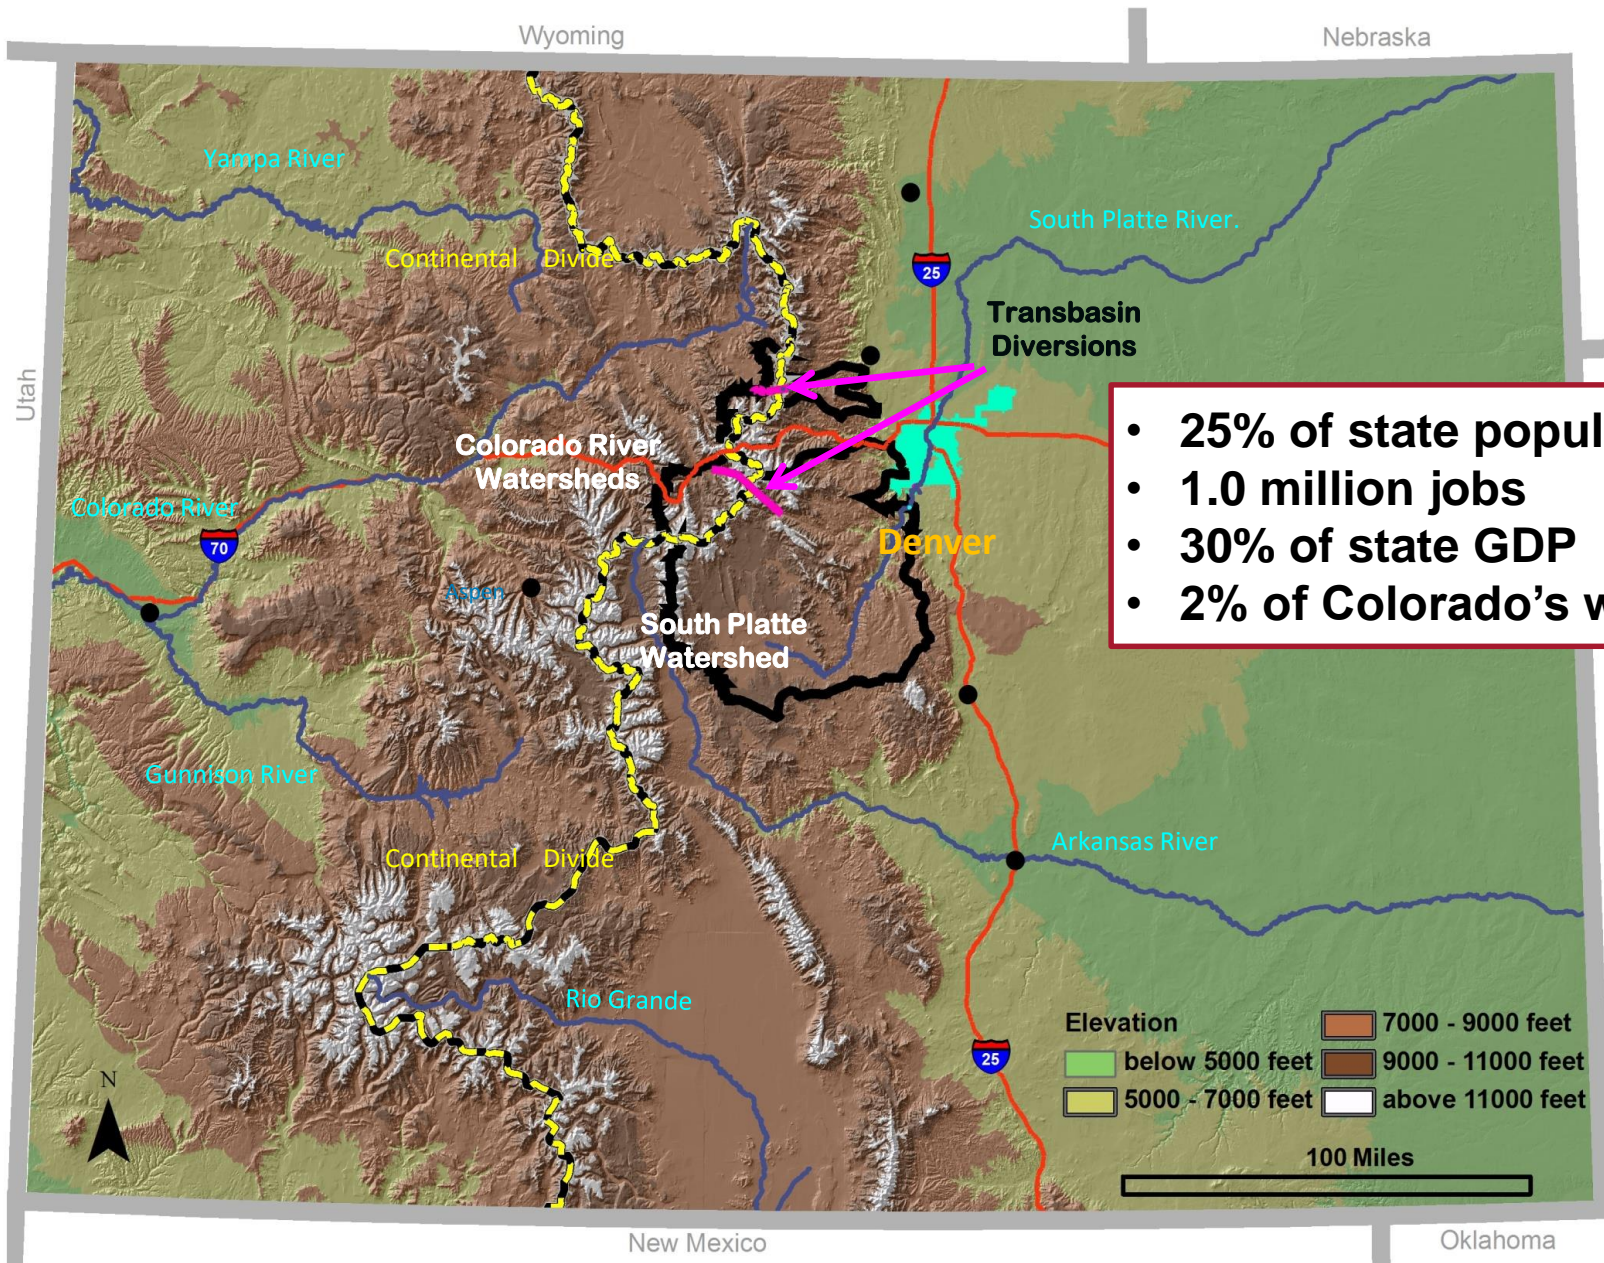 Wyoming
Nebraska
Yampa River
South Platte River.
Continental Divide
25
Transbasin
Diversions
Utah
• 25% of state popul
• 1.0 million jobs
• 30% of state GDP
• 2% of Colorado’s w
Colorado River
Watersheds
Colorado River
70
Denver
Aspen
South Platte
Watershed
Gunnison River
Arkansas River
Continental Divide
Rio Grande
25
Elevation
below 5000 feet
5000 - 7000 feet
7000 - 9000 feet
9000 - 11000 feet
above 11000 feet
N
100 Miles
New Mexico
Oklahoma